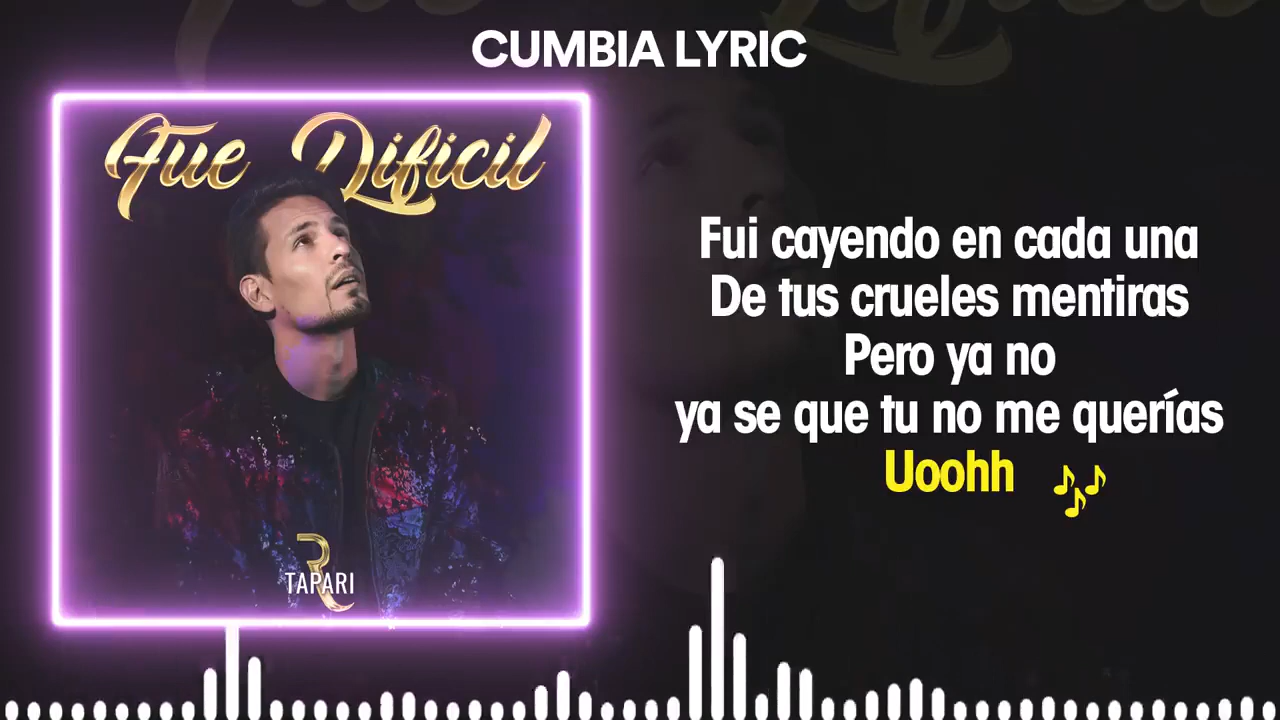 CUMBIA LYRIC
Fue Dificil
R
TAPARI
Fui cayendo en cada una
De tus crueles mentiras
Pero ya no
ya se que tu no me querías
Uoohh